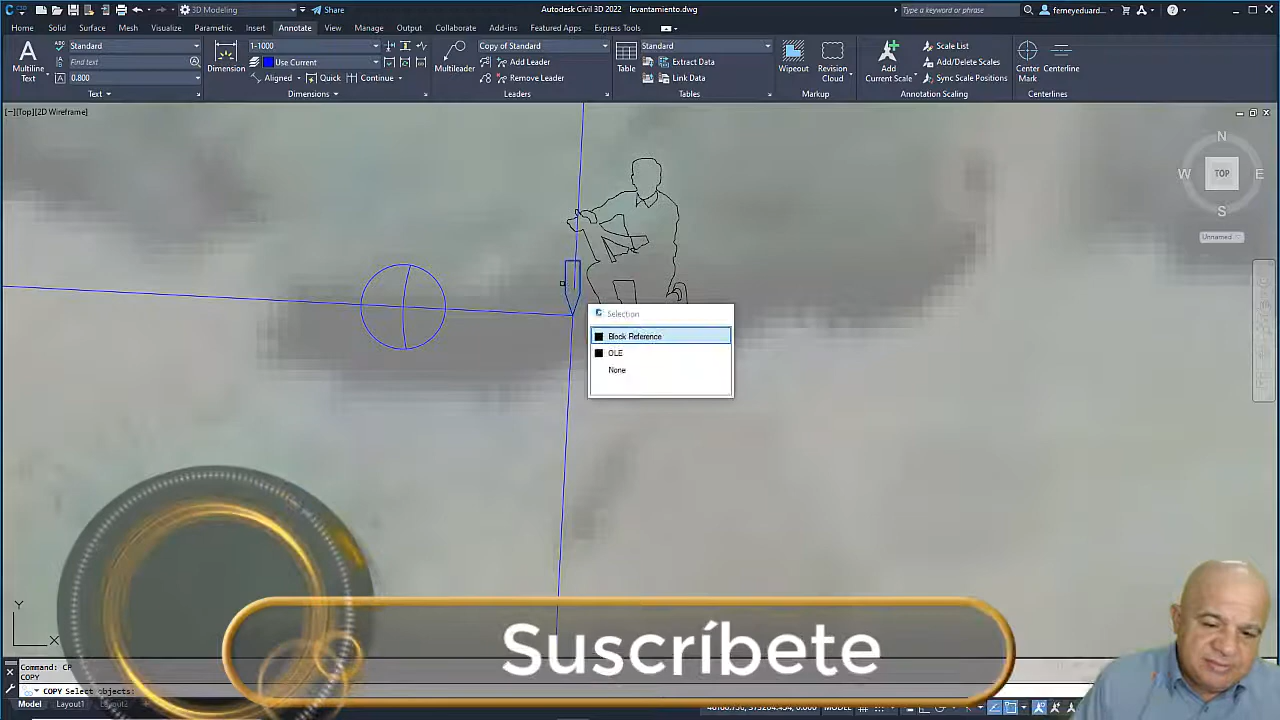 3D Modeling
Share
Autodesk Civil 3D 2022 levantamiento.dwg
Type a keyword or phrase
ferneyeduard...
Home Solid Surface Mesh Visualize Parametric Insert Annotate View Manage Output Collaborate Add-ins Featured Apps Express Tools
Multiline
Text
Standard
Find text
0.800
Text
Dimension
1-1000
Use Current
Aligned Quick Continue
Dimensions
Multileader
Copy of Standard
Add Leader
Remove Leader
Leaders
Table
Standard
Extract Data
Link Data
Tables
Wipeout
Revision
Cloud
Markup
Add
Current Scale
Scale List
Add/Delete Scales
Sync Scale Positions
Annotation Scaling
Center
Mark
Centerline
Centerlines
[−][Top][2D Wireframe]
N
W TOP E
S
Unnamed
Selection
Block Reference
OLE
None
Suscríbete
Y
X
Command: CP
COPY
COPY Select objects:
Model Layout1
MODEL